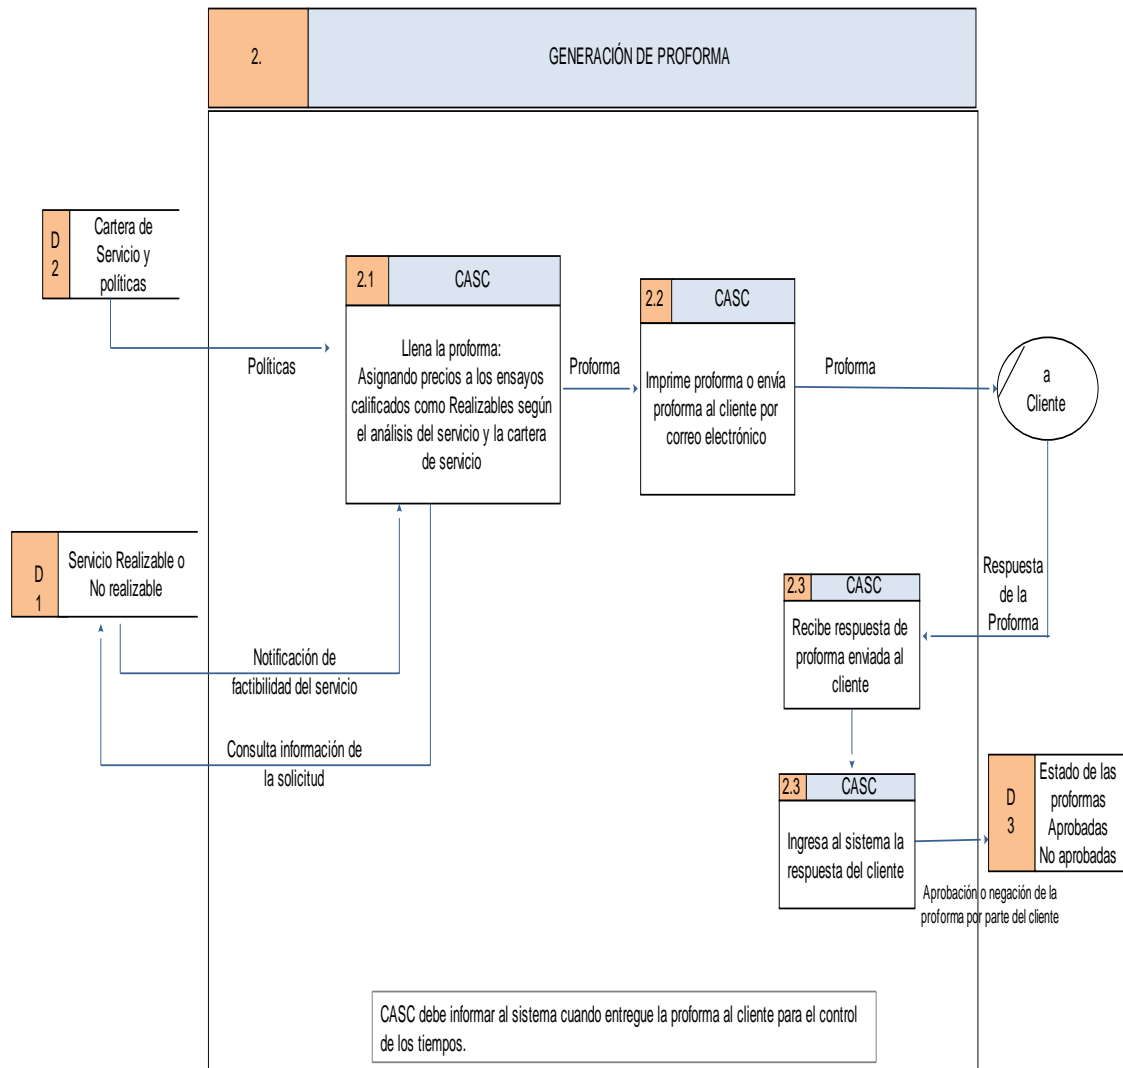 2.
GENERACIÓN DE PROFORMA
D
2
Cartera de
Servicio y
políticas
Políticas
2.1
CASC
Llena la proforma:
Asignando precios a los ensayos
calificados como Realizables según
el análisis del servicio y la cartera
de servicio
Proforma
2.2
CASC
Imprime proforma o envía
proforma al cliente por
correo electrónico
Proforma
a
Cliente
D
1
Servicio Realizable o
No realizable
Notificación de
factibilidad del servicio
Consulta información de
la solicitud
Respuesta
de la
Proforma
2.3
CASC
Recibe respuesta de
proforma enviada al
cliente
2.3
CASC
Ingresa al sistema la
respuesta del cliente
D
3
Estado de las
proformas
Aprobadas
No aprobadas
Aprobación o negación de la
proforma por parte del cliente
CASC debe informar al sistema cuando entregue la proforma al cliente para el control
de los tiempos.